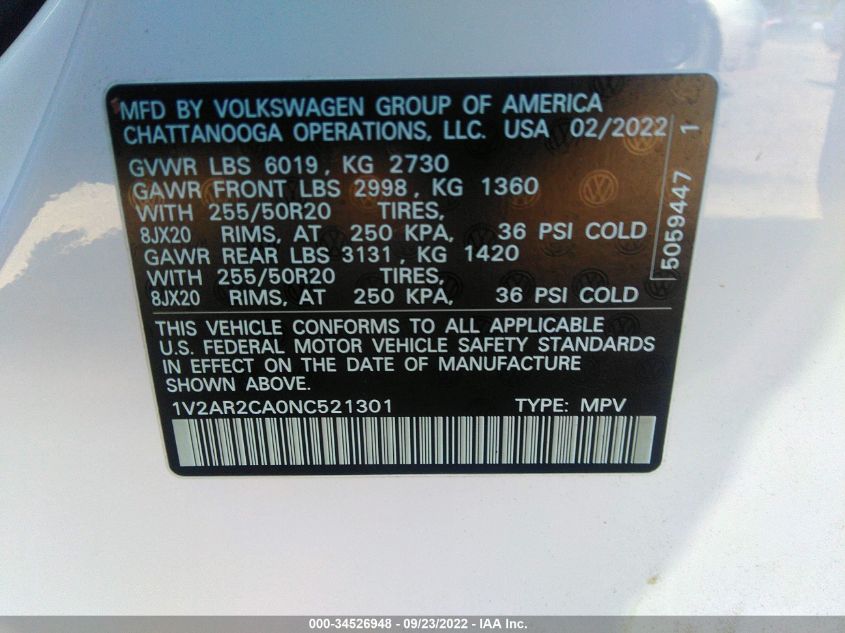 MFD BY VOLKSWAGEN GROUP OF AMERICA
CHATTANOOGA OPERATIONS, LLC. USA 02/2022
GVWR LBS 6019, KG 2730
GAWR FRONT LBS 2998, KG 1360
WITH 255/50R20 TIRES,
8JX20 RIMS, AT 250 KPA, 36 PSI COLD
GAWR REAR LBS 3131, KG 1420
WITH 255/50R20 TIRES,
8JX20 RIMS, AT 250 KPA, 36 PSI COLD
5059447 1
THIS VEHICLE CONFORMS TO ALL APPLICABLE
U.S. FEDERAL MOTOR VEHICLE SAFETY STANDARDS
IN EFFECT ON THE DATE OF MANUFACTURE
SHOWN ABOVE
1V2AR2CA0NC521301 TYPE: MPV
000-34526948 - 09/23/2022 - IAA Inc.